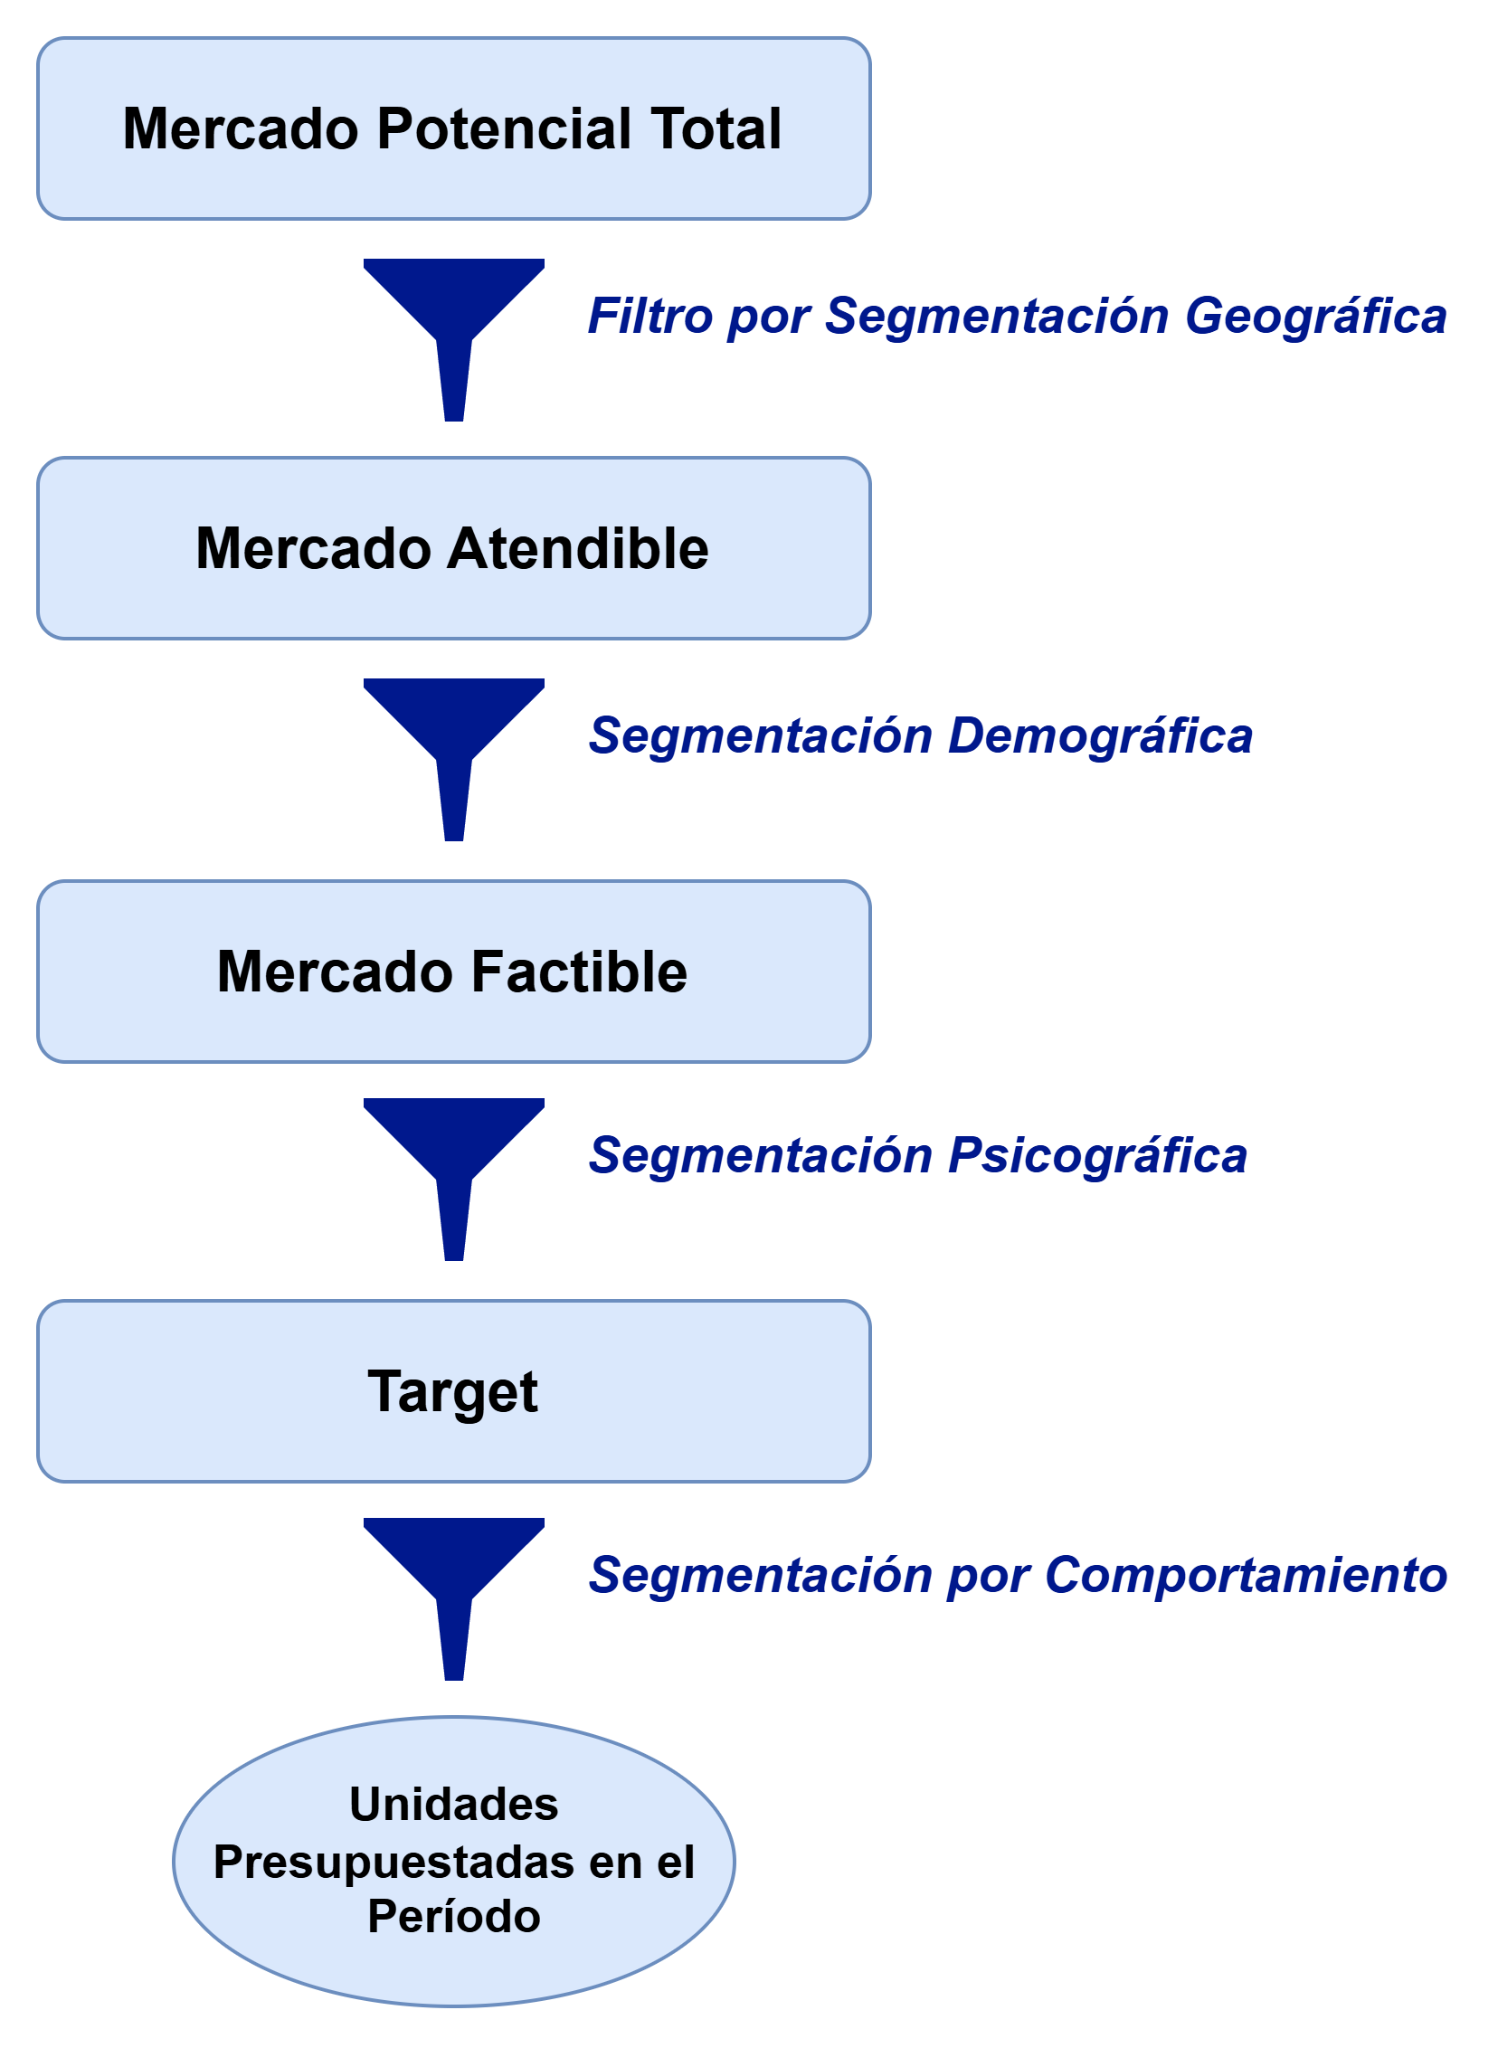 Mercado Potencial Total
Filtro por Segmentación Geográfica
Mercado Atendible
Segmentación Demográfica
Mercado Factible
Segmentación Psicográfica
Target
Segmentación por Comportamiento
Unidades
Presupuestadas en el
Período